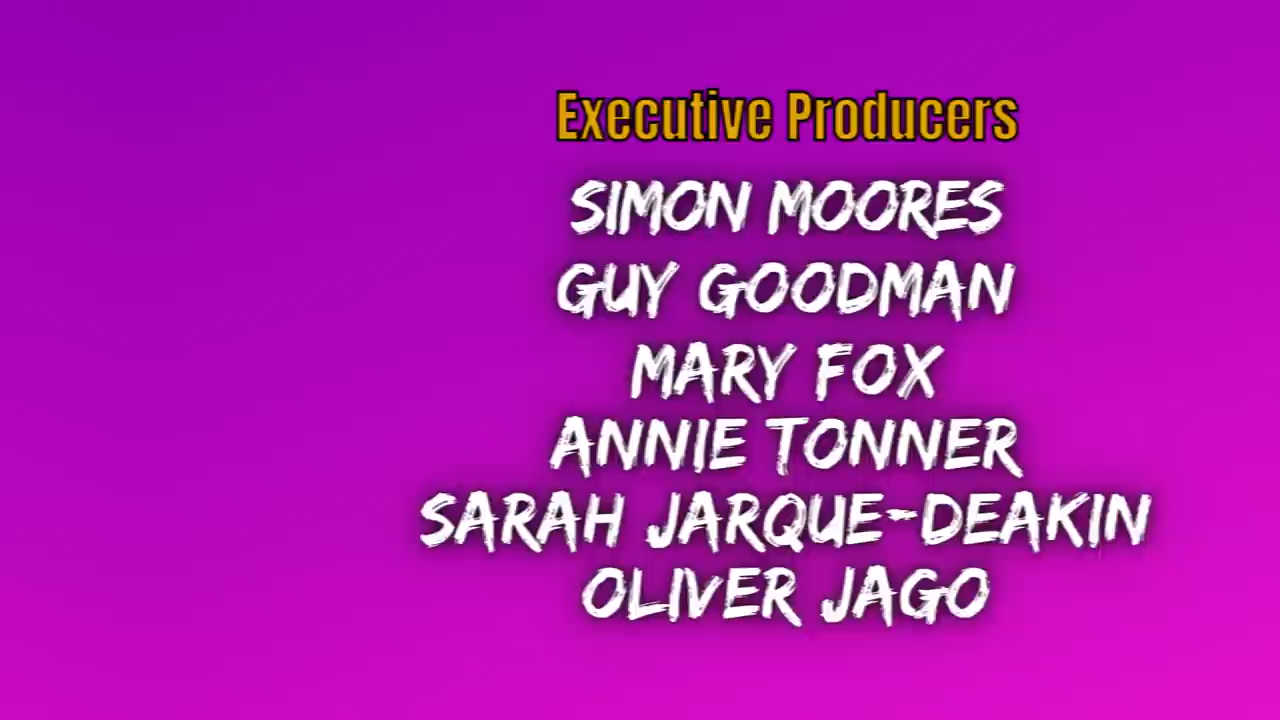 Executive Producers
SIMON MOORES
GUY GOODMAN
MARY FOX
ANNIE TONNER
SARAH JARQUE-DEAKIN
OLIVER JAGO